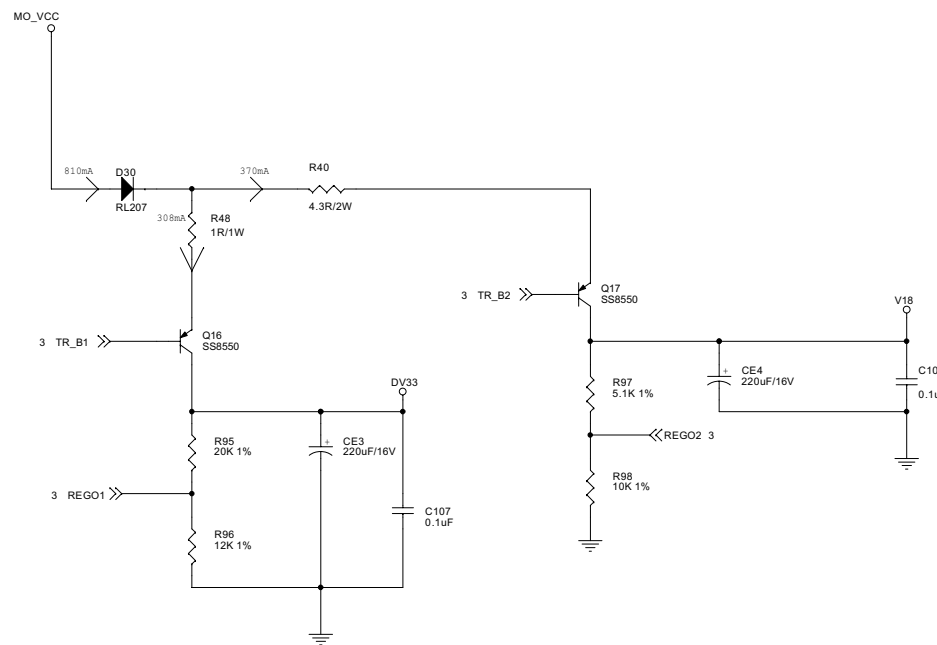 MO_VCC
810mA
D30
RL207
370mA
R40
4.3R/2W
308mA
R48
1R/1W
3 TR_B2
Q17
SS8550
V18
3 TR_B1
Q16
SS8550
R97
5.1K 1%
CE4
220uF/16V
C10
0.1u
DV33
REGO2 3
R95
20K 1%
CE3
220uF/16V
R98
10K 1%
3 REGO1
C107
0.1uF
R96
12K 1%